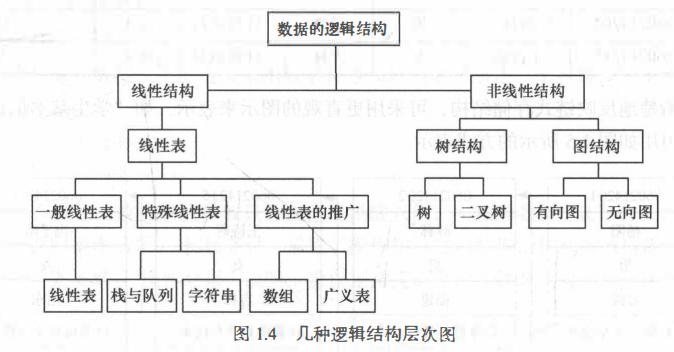 数据的逻辑结构
线性结构
非线性结构
线性表
树结构
图结构
一般线性表
特殊线性表
线性表的推广
树
二叉树
有向图
无向图
线性表
栈与队列
字符串
数组
广义表
图 1.4 几种逻辑结构层次图